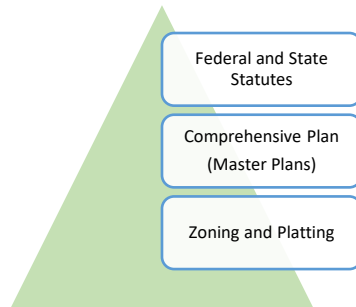 Federal and State
Statutes
Comprehensive Plan
(Master Plans)
Zoning and Platting